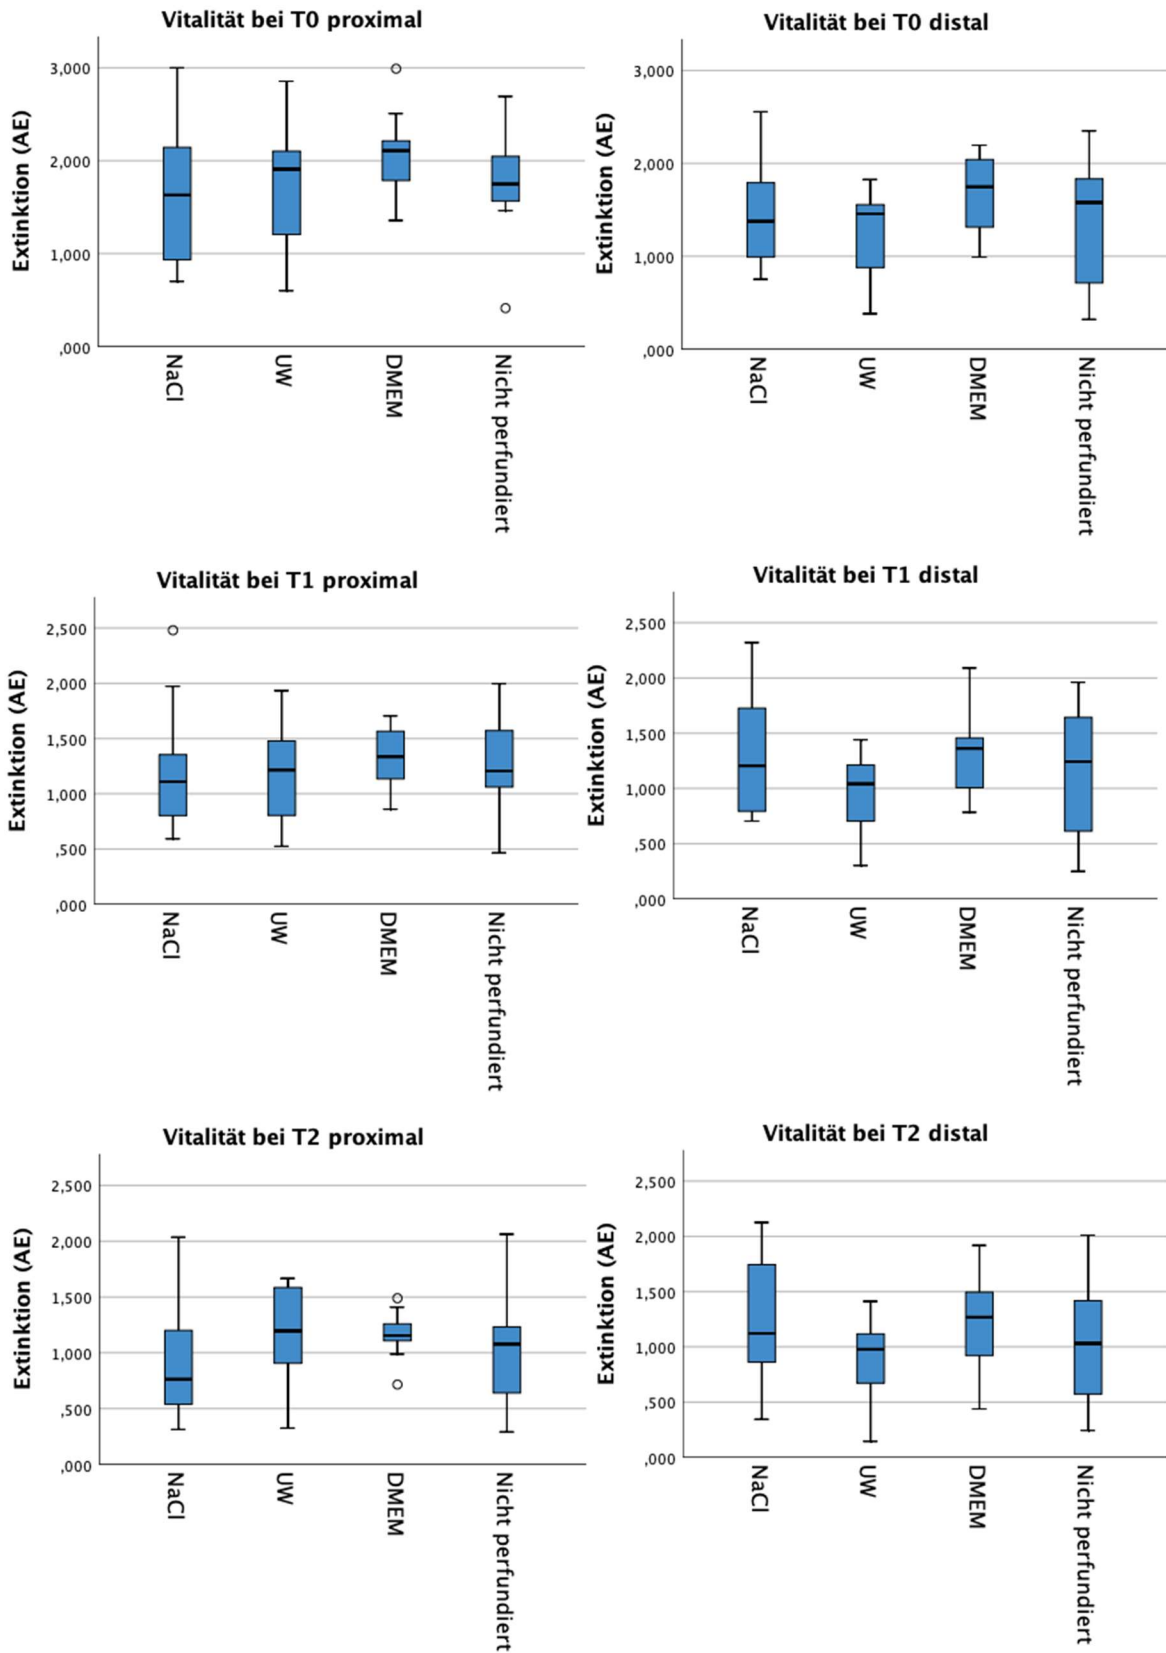 Vitalität bei T0 proximal
Extinktion (AE)
3,000
2,000
1,000
,000
NaCl
UW
DMEM
Nicht perfundiert
Vitalität bei T0 distal
Extinktion (AE)
3,000
2,000
1,000
,000
NaCl
UW
DMEM
Nicht perfundiert
Vitalität bei T1 proximal
Extinktion (AE)
2,500
2,000
1,500
1,000
,500
,000
NaCl
UW
DMEM
Nicht perfundiert
Vitalität bei T1 distal
Extinktion (AE)
2,500
2,000
1,500
1,000
,500
,000
NaCl
UW
DMEM
Nicht perfundiert
Vitalität bei T2 proximal
Extinktion (AE)
2,500
2,000
1,500
1,000
,500
,000
NaCl
UW
DMEM
Nicht perfundiert
Vitalität bei T2 distal
Extinktion (AE)
2,500
2,000
1,500
1,000
,500
,000
NaCl
UW
DMEM
Nicht perfundiert